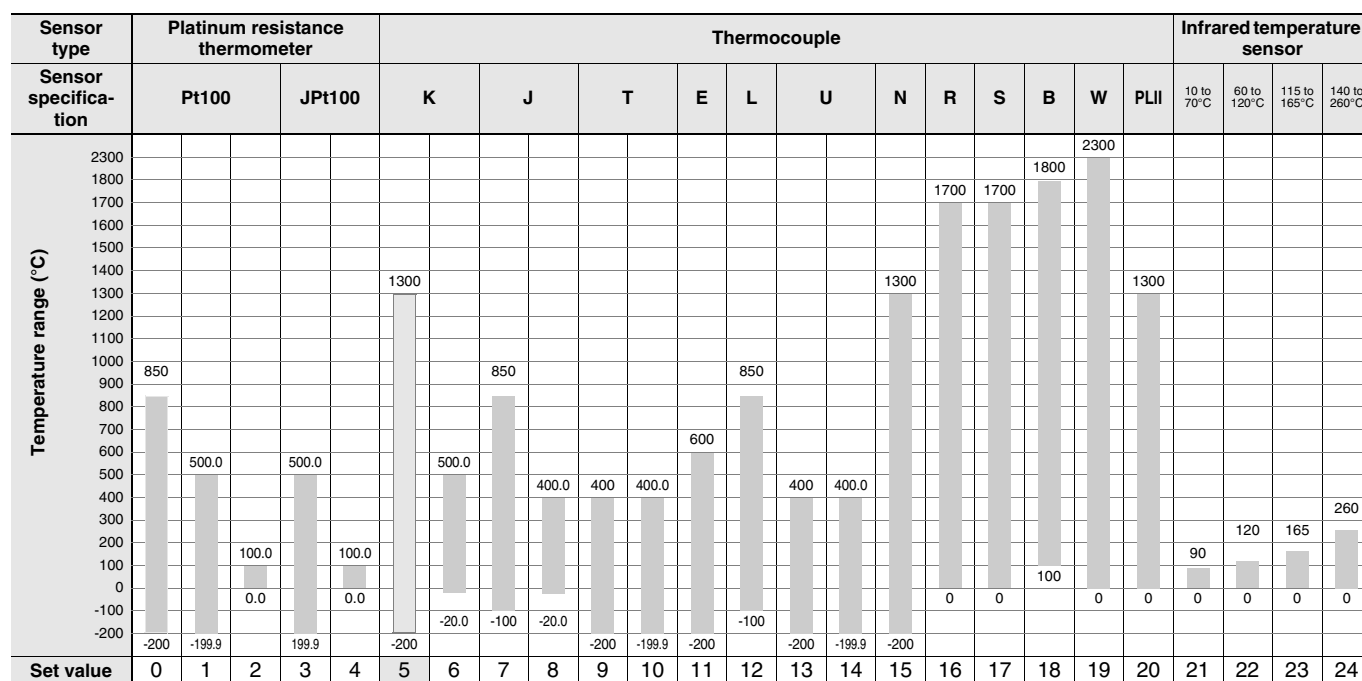 Sensor type Platinum resistance thermometer Thermocouple Infrared temperature sensor
Sensor specifica-tion Pt100 JPt100 K J T E L U N R S B W PLII 10 to 70°C 60 to 120°C 115 to 165°C 140 to 260°C
Temperature range (°C)
2300
2300
1800
1800
1700 1700 1700
1600
1500
1400
1300 1300 1300 1300
1200
1100
1000
850 850 850
900
800
700
600 600
500.0 500.0 500.0
500
400.0 400 400.0 400 400.0
400
300
260
200 120 165
100.0 100.0 90
100
100
0
0.0 0.0 0 0 0 0 0 0 0
-100
-20.0 -100 -20.0 -100
-200
-200 -199.9 199.9 -200 -200 -199.9 -200 -200 -199.9 -200
Set value 0 1 2 3 4 5 6 7 8 9 10 11 12 13 14 15 16 17 18 19 20 21 22 23 24